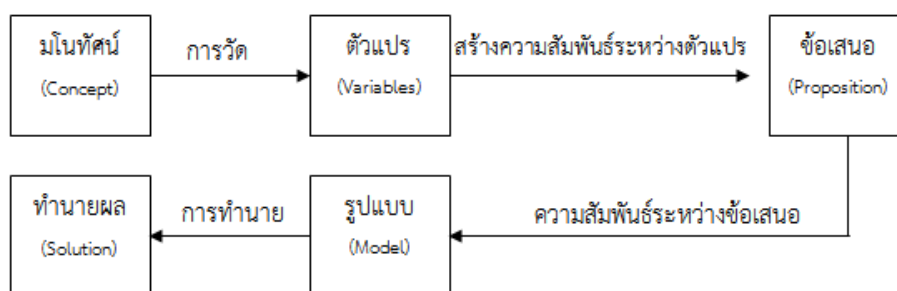 มโนทัศน์
(Concept)
การวัด
ตัวแปร
(Variables)
สร้างความสัมพันธ์ระหว่างตัวแปร
ข้อเสนอ
(Proposition)
ทำนายผล
(Solution)
การทำนาย
รูปแบบ
(Model)
ความสัมพันธ์ระหว่างข้อเสนอ